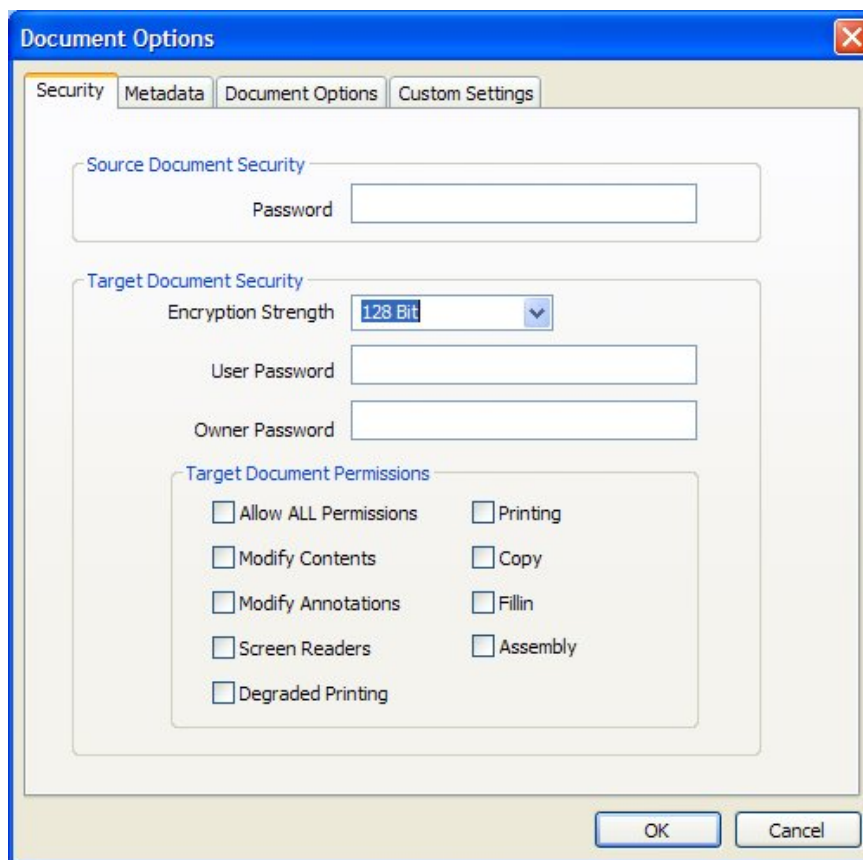 Document Options
Security Metadata Document Options Custom Settings
Source Document Security
Password
Target Document Security
Encryption Strength 128 Bit
User Password
Owner Password
Target Document Permissions
Allow ALL Permissions Printing
Modify Contents Copy
Modify Annotations Fillin
Screen Readers Assembly
Degraded Printing
OK Cancel